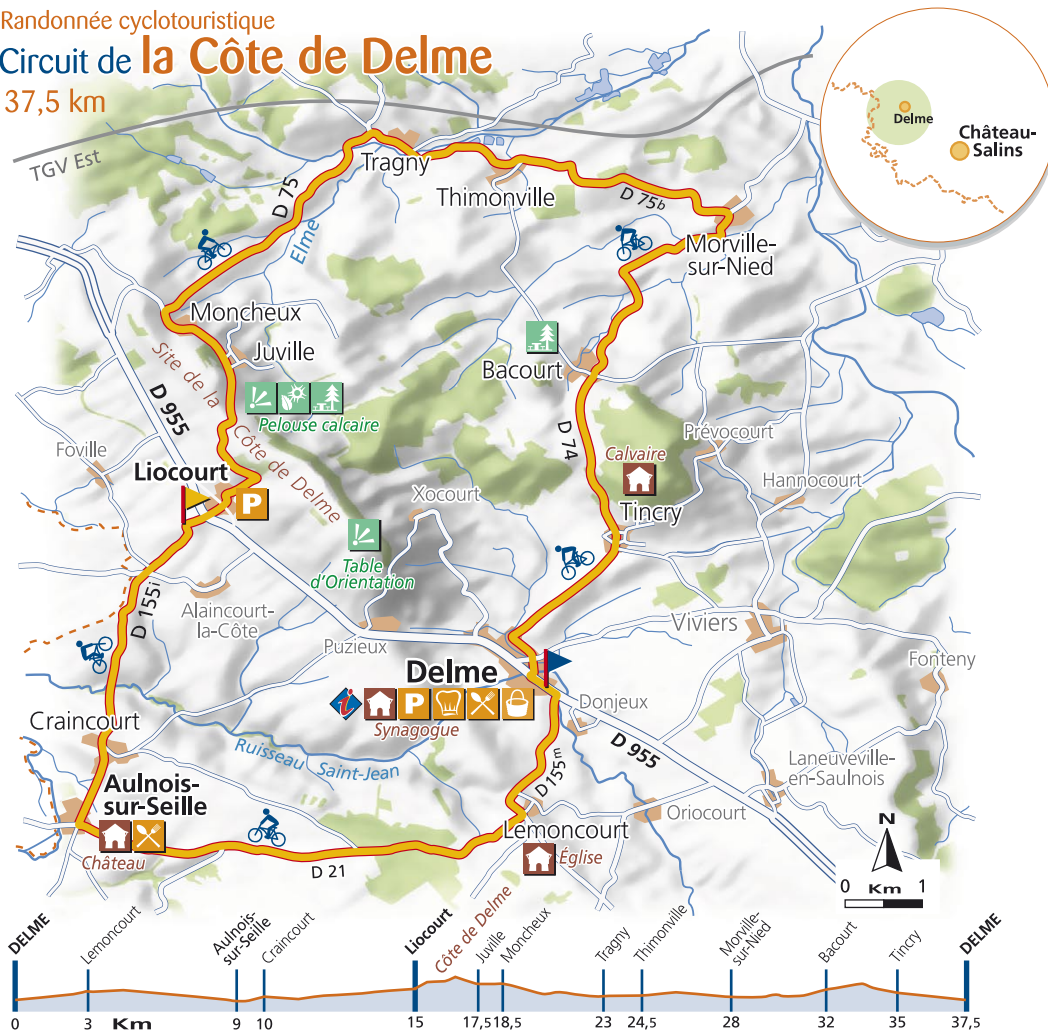 Randonnée cyclotouristique
Circuit de la Côte de Delme
37,5 km
Delme
Château-
Salins
TGV Est
Tragny
Thimonville
D 75
D 75b
Elme
Morville-
sur-Nied
Moncheux
Juville
Site de la
Côte de Delme
Bacourt
D 955
Pelouse calcaire
D 74
Prévocourt
Foville
Liocourt
P
Calvaire
Hannocourt
Xocourt
Tincry
Table
d'Orientation
D 155i
Alaincourt-
la-Côte
Viviers
Puzieux
Delme
Fonteny
i
P
Synagogue
Donjeux
Craincourt
Ruisseau Saint-Jean
D 955
D 155m
Laneuveville-
en-Saulnois
Aulnois-
sur-Seille
Oriocourt
Lemoncourt
N
Château
Église
D 21
0 Km 1
DELME
Lemoncourt
Aulnois-
sur-Seille
Craincourt
Liocourt
Côte de Delme
Juville
Moncheux
Tragny
Thimonville
Morville-
sur-Nied
Bacourt
Tincry
DELME
0 3 Km 9 10 15 17,5 18,5 23 24,5 28 32 35 37,5